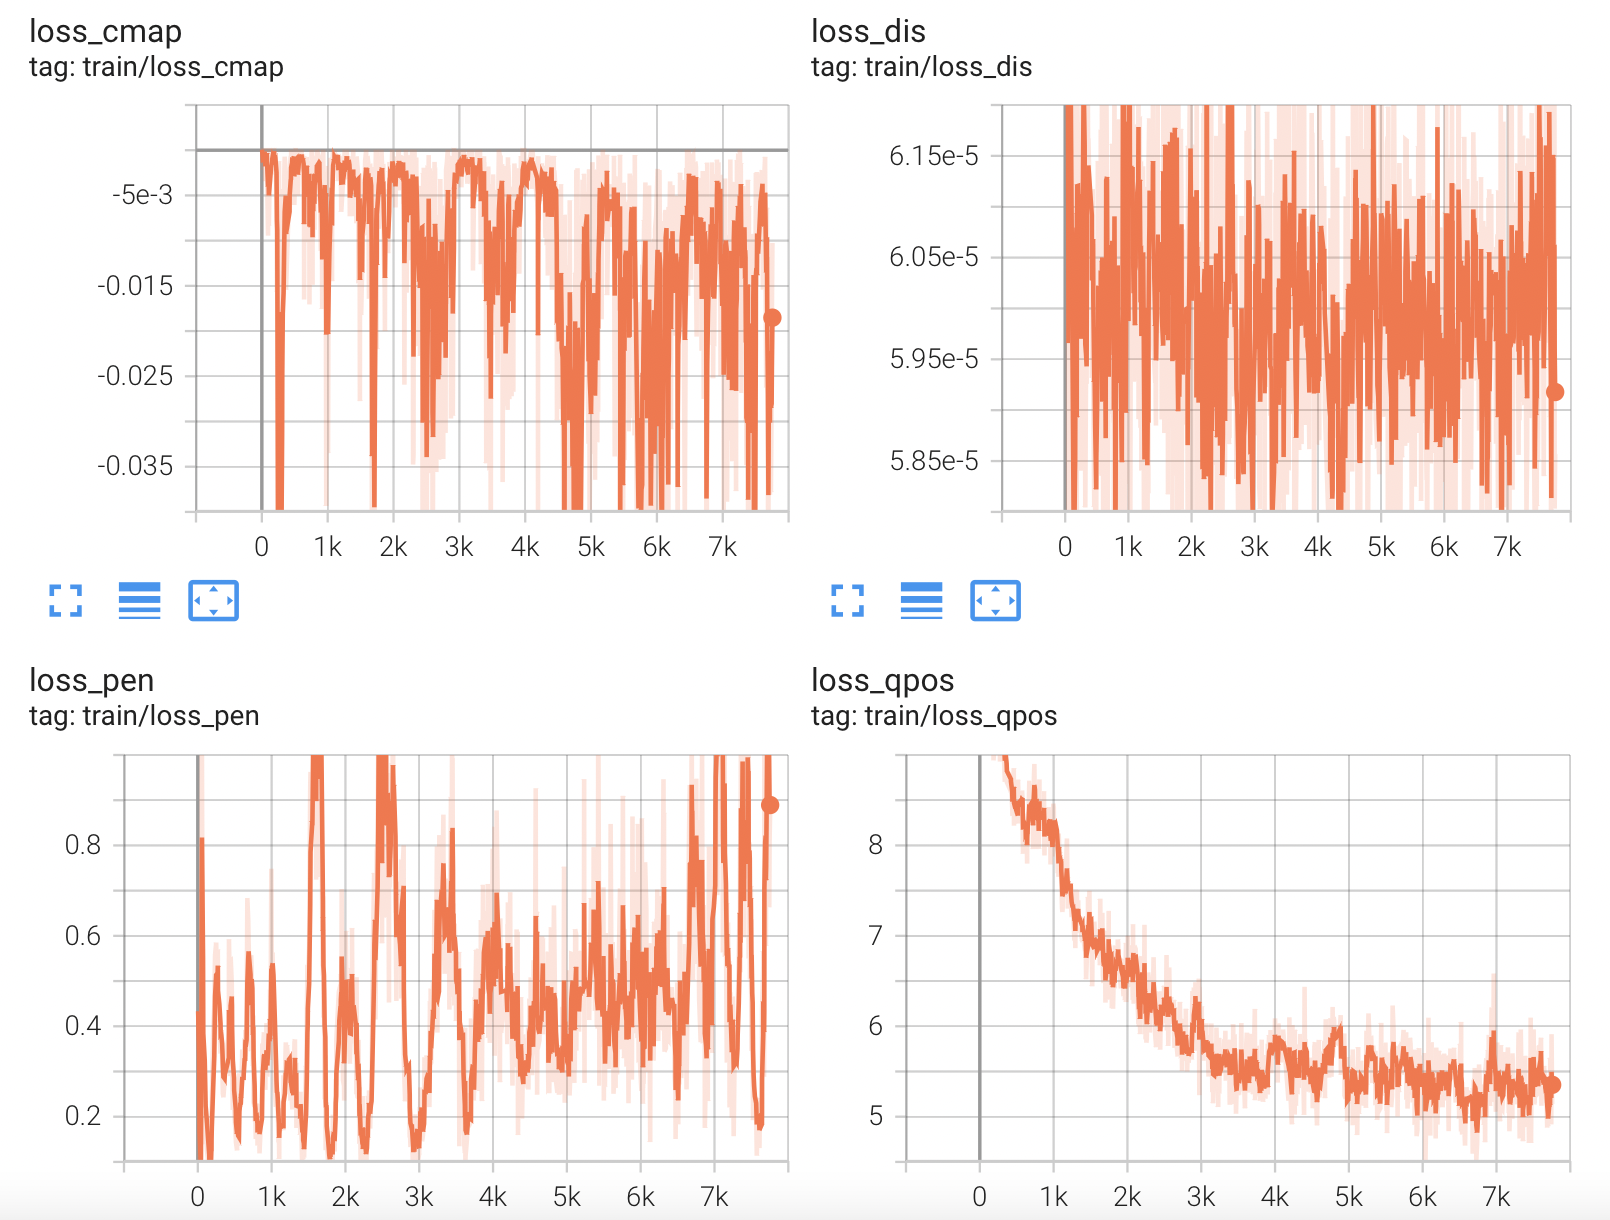 loss_cmap
tag: train/loss_cmap
-5e-3
-0.015
-0.025
-0.035
0 1k 2k 3k 4k 5k 6k 7k
loss_dis
tag: train/loss_dis
6.15e-5
6.05e-5
5.95e-5
5.85e-5
0 1k 2k 3k 4k 5k 6k 7k
loss_pen
tag: train/loss_pen
0.8
0.6
0.4
0.2
0 1k 2k 3k 4k 5k 6k 7k
loss_qpos
tag: train/loss_qpos
8
7
6
5
0 1k 2k 3k 4k 5k 6k 7k